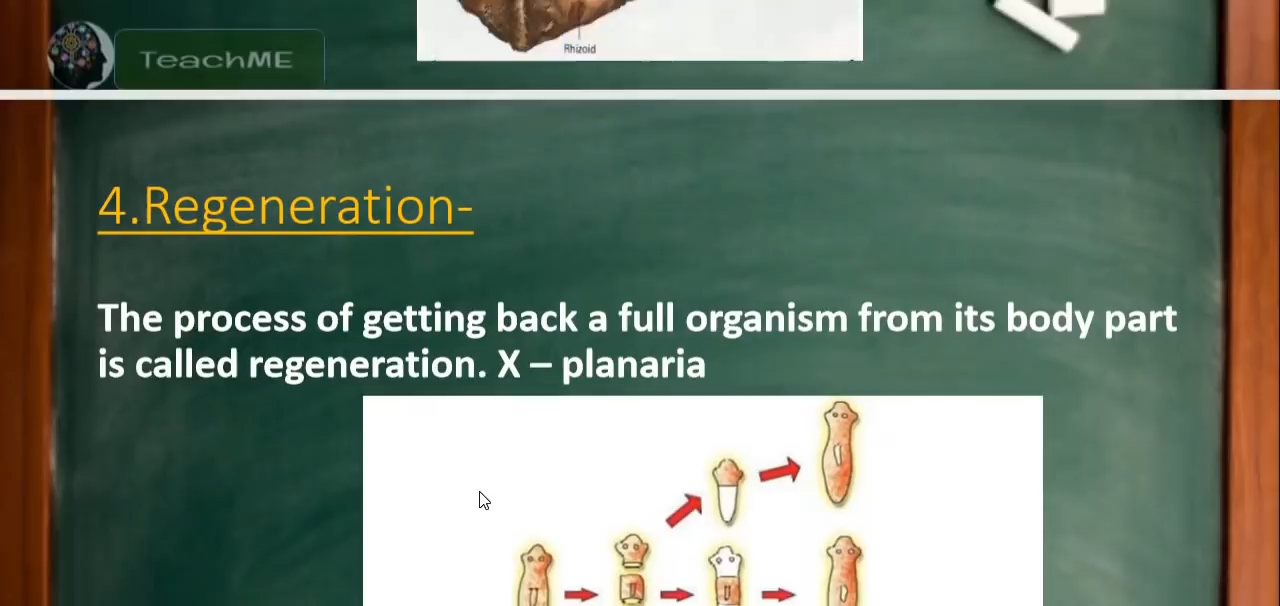 Rhizoid
TeachME
4.Regeneration-
The process of getting back a full organism from its body part
is called regeneration. X – planaria